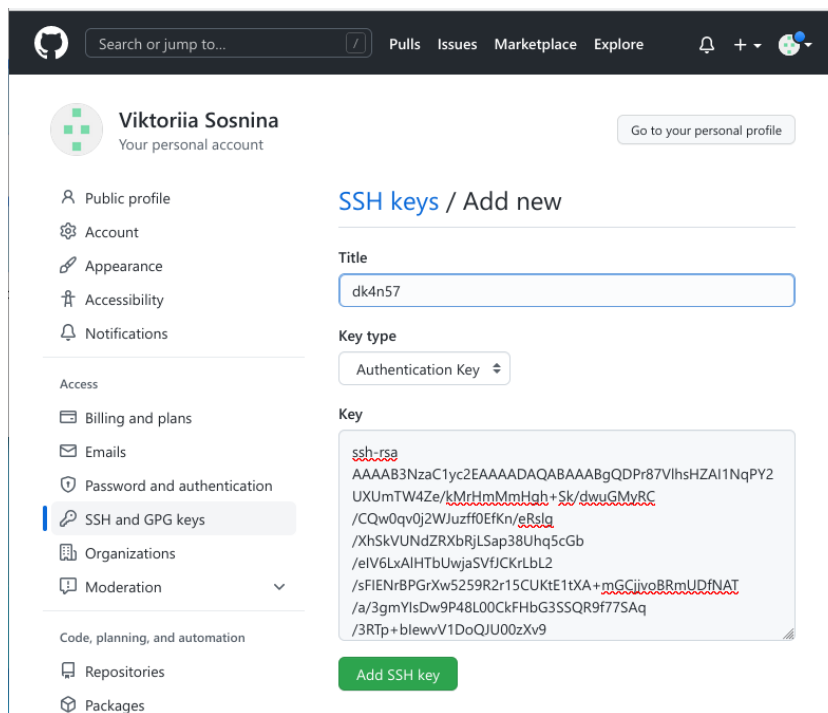 Search or jump to... /
Pulls Issues Marketplace Explore
Viktoriia Sosnina
Your personal account
Go to your personal profile
Public profile
Account
Appearance
Accessibility
Notifications
Access
Billing and plans
Emails
Password and authentication
SSH and GPG keys
Organizations
Moderation
Code, planning, and automation
Repositories
Packages
SSH keys / Add new
Title
dk4n57
Key type
Authentication Key
Key
ssh-rsa
AAAAB3NzaC1yc2EAAAADAQABAAABgQDPr87VlhsHZAI1NqPY2
UXUmTW4Ze/kMrHmMmHgh+Sk/dwuGMyRC
/CQw0qv0j2WJuzff0EfKn/eRslg
/XhSkVUNdZRXbRjLSap38Uhq5cGb
/eIV6LxAlHTbUwjaSVfJCKrLbL2
/sFIENrBPGrXw5259R2r15CUKtE1tXA+mGCjjvoBRmUDfNAT
/a/3gmYIsDw9P48L00CkFHbG3SSQR9f77SAq
/3RTp+bIewvV1DoQJU00zXv9
Add SSH key